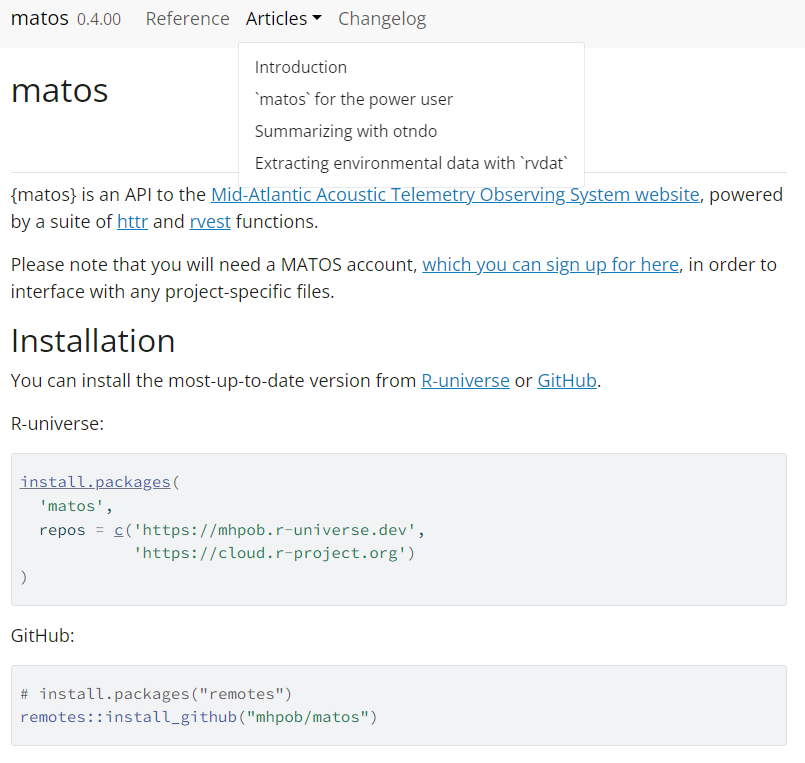 matos 0.4.00 Reference Articles Changelog
Introduction
`matos` for the power user
Summarizing with otndo
Extracting environmental data with `rvdat`
matos
{matos} is an API to the Mid-Atlantic Acoustic Telemetry Observing System website, powered
by a suite of httr and rvest functions.
Please note that you will need a MATOS account, which you can sign up for here, in order to
interface with any project-specific files.
Installation
You can install the most-up-to-date version from R-universe or GitHub.
R-universe:
install.packages(
  'matos',
  repos = c('https://mhpob.r-universe.dev',
            'https://cloud.r-project.org')
)
GitHub:
# install.packages("remotes")
remotes::install_github("mhpob/matos")